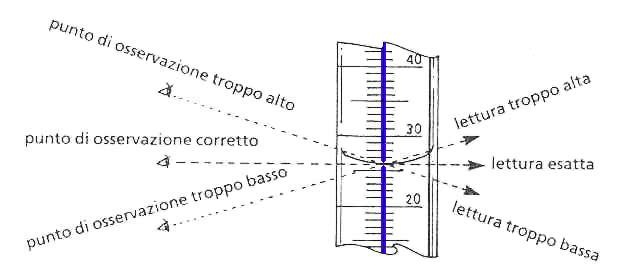 punto di osservazione troppo alto
40
lettura troppo alta
punto di osservazione corretto
30
lettura esatta
punto di osservazione troppo basso
20
lettura troppo bassa